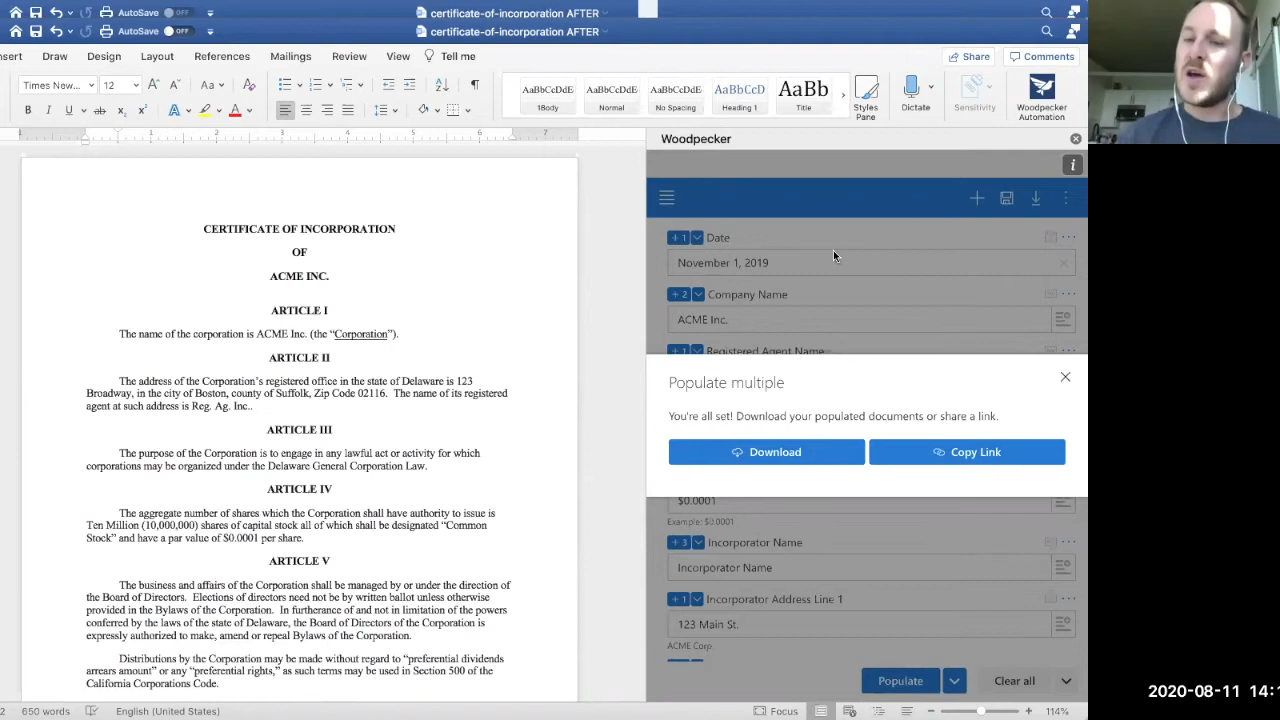 AutoSave OFF certificate-of-incorporation AFTER
AutoSave OFF certificate-of-incorporation AFTER
nsert Draw Design Layout References Mailings Review View Tell me Share Comments
Times New... 12 AaBbCcDdE AaBbCcDdE AaBbCcDdE AaBbCcD AaBb
1Body Normal No Spacing Heading 1 Title Styles Pane Dictate Sensitivity Woodpecker Automation
1 2 3 4 5 6 7
Woodpecker
CERTIFICATE OF INCORPORATION
OF
ACME INC.
ARTICLE I
The name of the corporation is ACME Inc. (the “Corporation”).
ARTICLE II
The address of the Corporation’s registered office in the state of Delaware is 123
Broadway, in the city of Boston, county of Suffolk, Zip Code 02116. The name of its registered
agent at such address is Reg. Ag. Inc..
ARTICLE III
The purpose of the Corporation is to engage in any lawful act or activity for which
corporations may be organized under the Delaware General Corporation Law.
ARTICLE IV
The aggregate number of shares which the Corporation shall have authority to issue is
Ten Million (10,000,000) shares of capital stock all of which shall be designated “Common
Stock” and have a par value of $0.0001 per share.
ARTICLE V
The business and affairs of the Corporation shall be managed by or under the direction of
the Board of Directors. Elections of directors need not be by written ballot unless otherwise
provided in the Bylaws of the Corporation. In furtherance of and not in limitation of the powers
conferred by the laws of the state of Delaware, the Board of Directors of the Corporation is
expressly authorized to make, amend or repeal Bylaws of the Corporation.
Distributions by the Corporation may be made without regard to “preferential dividends
arrears amount” or any “preferential rights,” as such terms may be used in Section 500 of the
California Corporations Code.
+ 1 Date
November 1, 2019
+ 2 Company Name
ACME Inc.
+ 1 Registered Agent Name
Populate multiple
You're all set! Download your populated documents or share a link.
Download Copy Link
$0.0001
Example: $0.0001
+ 3 Incorporator Name
Incorporator Name
+ 1 Incorporator Address Line 1
123 Main St.
ACME Corp.
Populate Clear all
2 650 words English (United States) Focus 114%
2020-08-11 14: